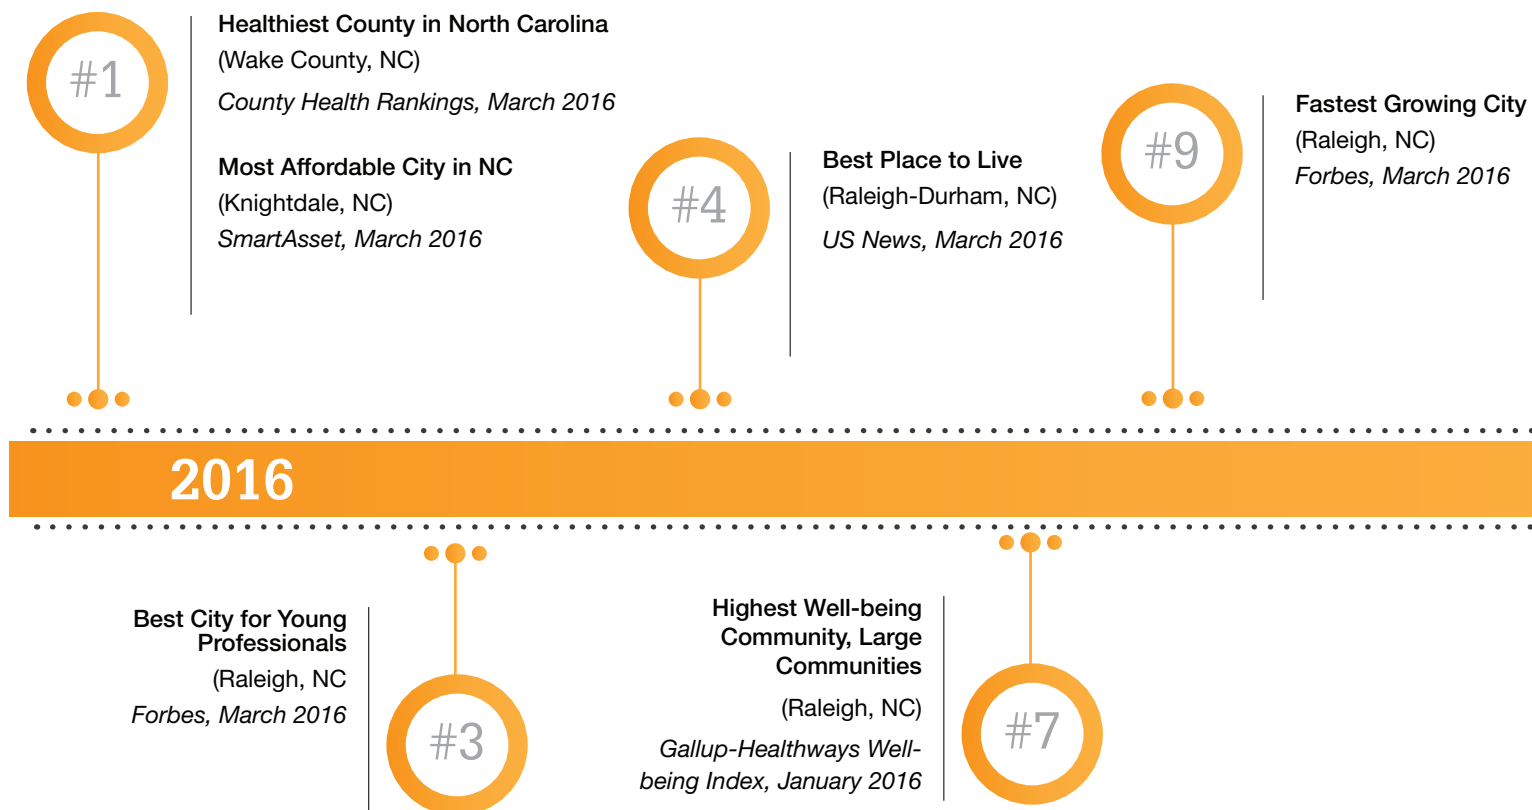 #1
Healthiest County in North Carolina
(Wake County, NC)
County Health Rankings, March 2016
Most Affordable City in NC
(Knightdale, NC)
SmartAsset, March 2016
#4
Best Place to Live
(Raleigh-Durham, NC)
US News, March 2016
#9
Fastest Growing City
(Raleigh, NC)
Forbes, March 2016
2016
Best City for Young
Professionals
(Raleigh, NC
Forbes, March 2016
#3
Highest Well-being
Community, Large
Communities
(Raleigh, NC)
Gallup-Healthways Well-
being Index, January 2016
#7